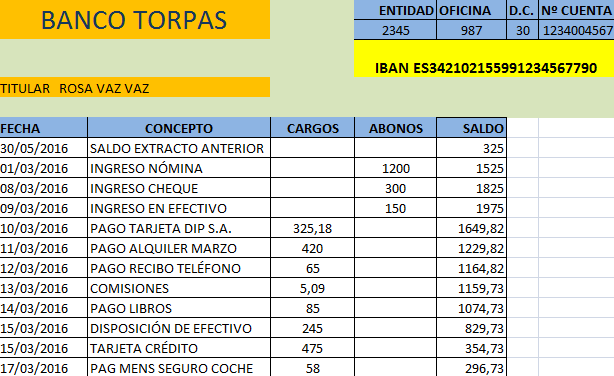 BANCO TORPAS
ENTIDAD OFICINA D.C. Nº CUENTA
2345 987 30 1234004567
IBAN ES342102155991234567790
TITULAR ROSA VAZ VAZ
FECHA CONCEPTO CARGOS ABONOS SALDO
30/05/2016 SALDO EXTRACTO ANTERIOR 325
01/03/2016 INGRESO NÓMINA 1200 1525
08/03/2016 INGRESO CHEQUE 300 1825
09/03/2016 INGRESO EN EFECTIVO 150 1975
10/03/2016 PAGO TARJETA DIP S.A. 325,18 1649,82
11/03/2016 PAGO ALQUILER MARZO 420 1229,82
12/03/2016 PAGO RECIBO TELÉFONO 65 1164,82
13/03/2016 COMISIONES 5,09 1159,73
14/03/2016 PAGO LIBROS 85 1074,73
15/03/2016 DISPOSICIÓN DE EFECTIVO 245 829,73
15/03/2016 TARJETA CRÉDITO 475 354,73
17/03/2016 PAG MENS SEGURO COCHE 58 296,73